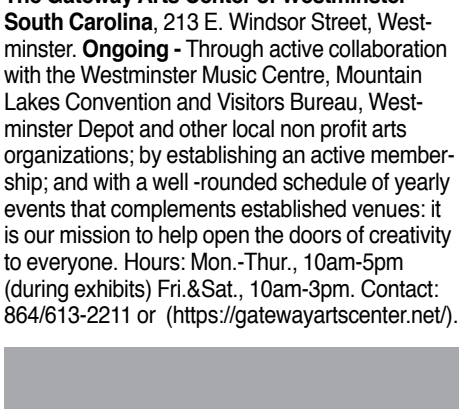 The Gateway Arts Center of Westminster
South Carolina, 213 E. Windsor Street, West-
minster. Ongoing - Through active collaboration
with the Westminster Music Centre, Mountain
Lakes Convention and Visitors Bureau, West-
minster Depot and other local non profit arts
organizations; by establishing an active member-
ship; and with a well -rounded schedule of yearly
events that complements established venues: it
is our mission to help open the doors of creativity
to everyone. Hours: Mon.-Thur., 10am-5pm
(during exhibits) Fri.&Sat., 10am-3pm. Contact:
864/613-2211 or (https://gatewayartscenter.net/).